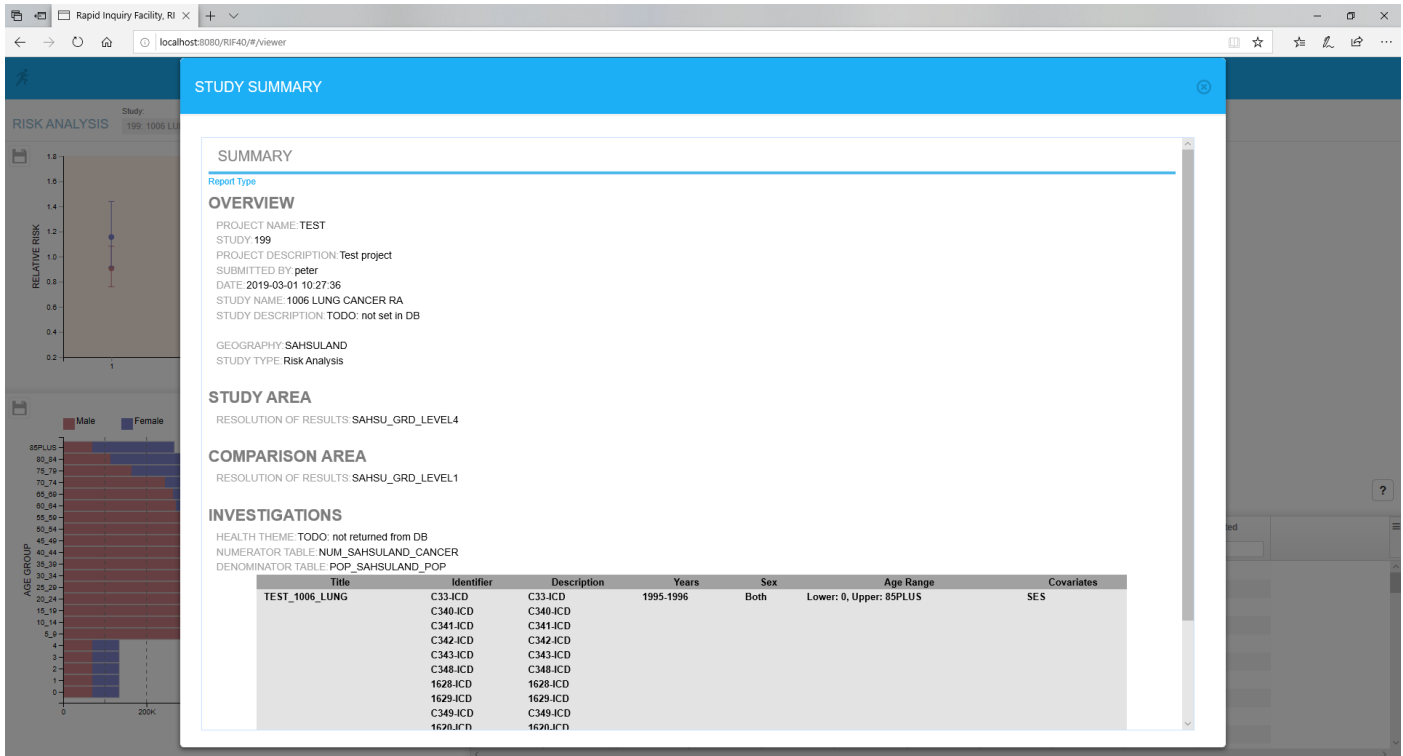 Rapid Inquiry Facility, RI
localhost:8080/RIF40/#/viewer
STUDY SUMMARY
RISK ANALYSIS
Study:
199: 1006 LU
SUMMARY
Report Type
OVERVIEW
PROJECT NAME: TEST
STUDY: 199
PROJECT DESCRIPTION: Test project
SUBMITTED BY: peter
DATE: 2019-03-01 10:27:36
STUDY NAME: 1006 LUNG CANCER RA
STUDY DESCRIPTION: TODO: not set in DB
GEOGRAPHY: SAHSULAND
STUDY TYPE: Risk Analysis
STUDY AREA
RESOLUTION OF RESULTS: SAHSU_GRD_LEVEL4
COMPARISON AREA
RESOLUTION OF RESULTS: SAHSU_GRD_LEVEL1
INVESTIGATIONS
HEALTH THEME: TODO: not returned from DB
NUMERATOR TABLE: NUM_SAHSULAND_CANCER
DENOMINATOR TABLE: POP_SAHSULAND_POP
Title Identifier Description Years Sex Age Range Covariates
TEST_1006_LUNG C33-ICD C33-ICD 1995-1996 Both Lower: 0, Upper: 85PLUS SES
C340-ICD C340-ICD
C341-ICD C341-ICD
C342-ICD C342-ICD
C343-ICD C343-ICD
C348-ICD C348-ICD
1628-ICD 1628-ICD
1629-ICD 1629-ICD
C349-ICD C349-ICD
1620-ICD 1620-ICD
RELATIVE RISK
1.8
1.6
1.4
1.2
1.0
0.8
0.6
0.4
0.2
1
Male Female
AGE GROUP
85PLUS
80_84
75_79
70_74
65_69
60_64
55_59
50_54
45_49
40_44
35_39
30_34
25_29
20_24
15_19
10_14
5_9
4
3
2
1
0
0 200K
?
ted